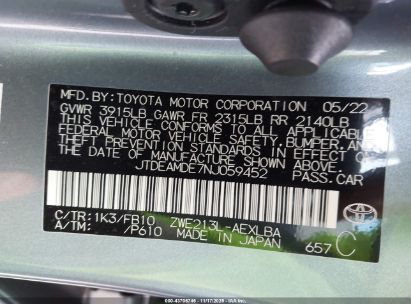 MFD.BY:TOYOTA MOTOR CORPORATION 05/22
GVWR 3915LB GAWR FR 2315LB RR 2140LB
THIS VEHICLE CONFORMS TO ALL APPLICABLE
FEDERAL MOTOR VEHICLE SAFETY, BUMPER, AND
THEFT PREVENTION STANDARDS IN EFFECT ON
THE DATE OF MANUFACTURE SHOWN ABOVE.
JTDEAMDE7NJ059452 PASS.CAR
C/TR:1K3/FB10 ZWE213L-AEXLBA
A/TM: /P610 MADE IN JAPAN 657 C
TOYOTA